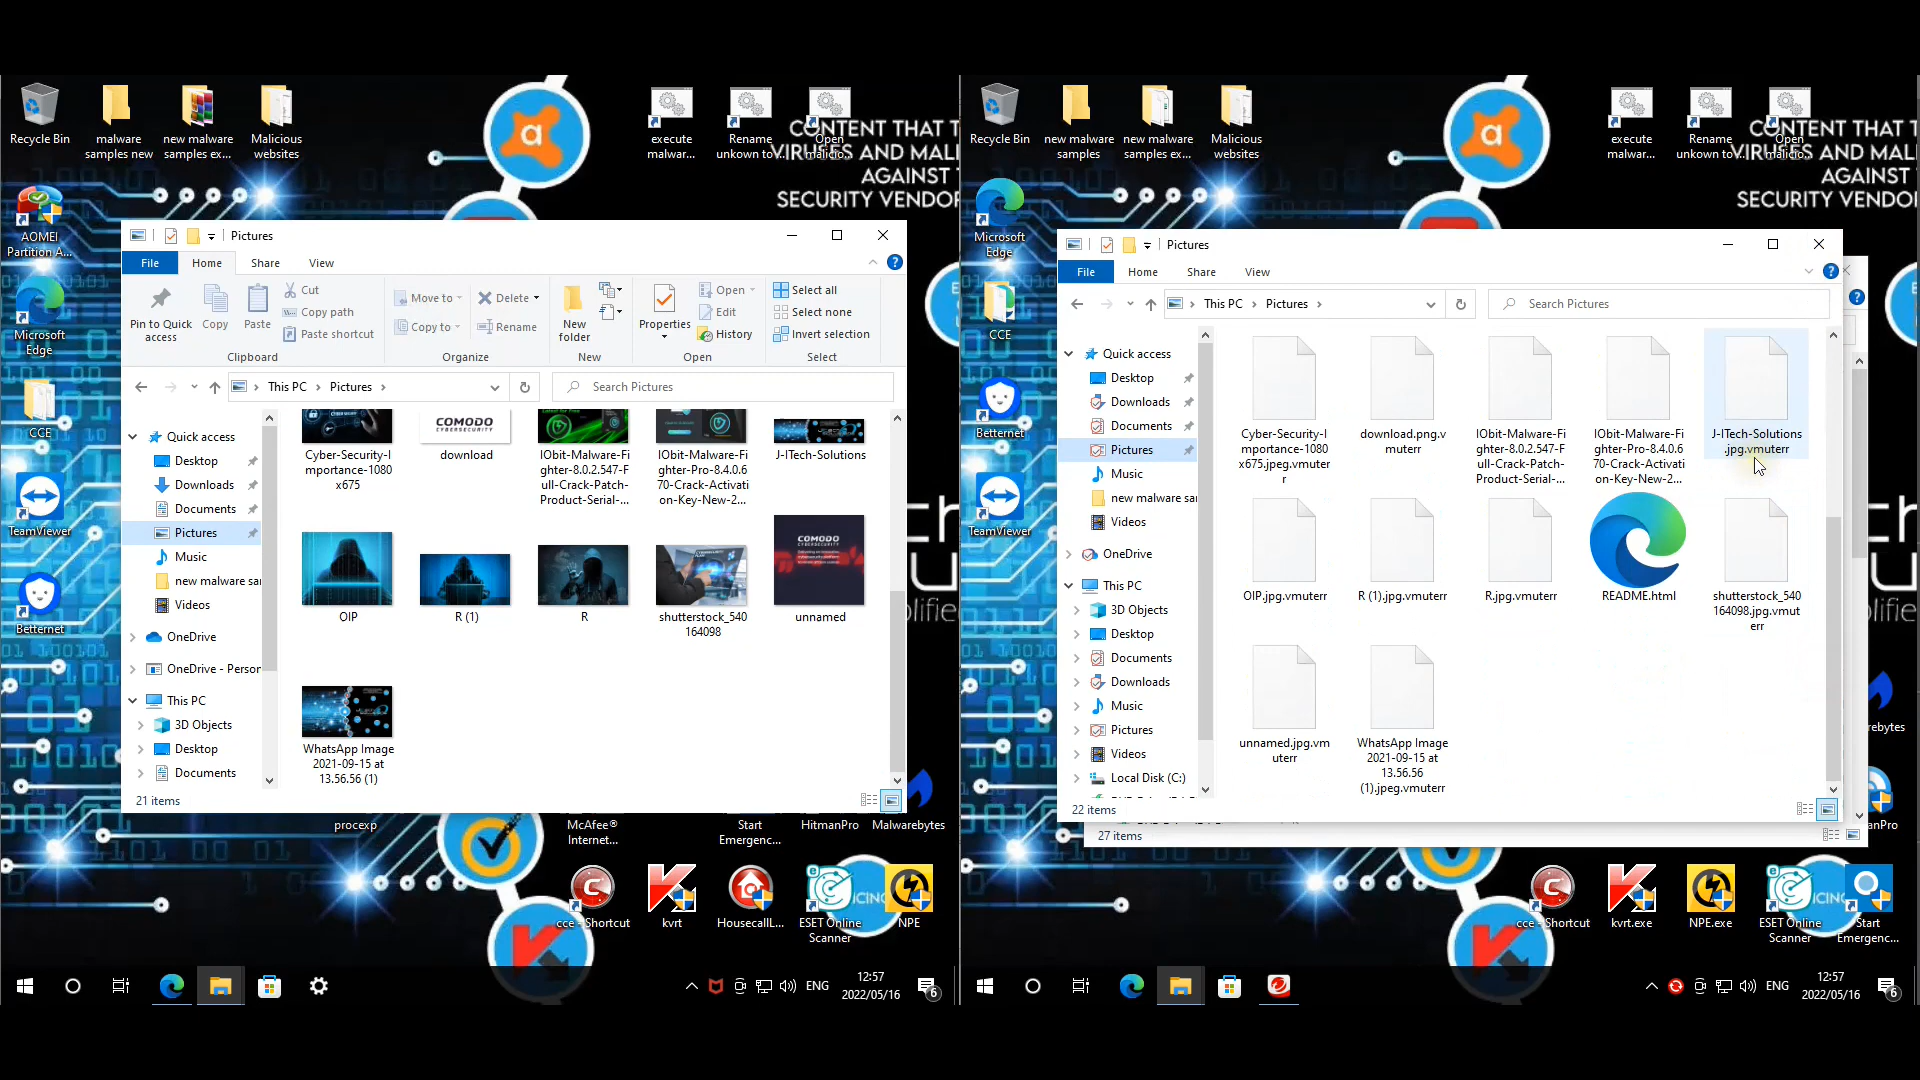 Recycle Bin
malware samples new
new malware samples ex...
Malicious websites
execute malwar...
Rename unkown to...
Open malicio...
CONTENT THAT T
VIRUSES AND MALI
AGAINST
SECURITY VENDOR
AOMEI Partition A...
Microsoft Edge
CCE
TeamViewer
Betternet
Pictures
File
Home
Share
View
Pin to Quick access
Copy
Paste
Cut
Copy path
Paste shortcut
Clipboard
Move to
Copy to
Delete
Rename
Organize
New folder
New
Properties
Open
Edit
History
Open
Select all
Select none
Invert selection
Select
This PC
Pictures
Search Pictures
Quick access
Desktop
Downloads
Documents
Pictures
Music
new malware sar
Videos
OneDrive
OneDrive - Person
This PC
3D Objects
Desktop
Documents
COMODO
CYBERSECURITY
Cyber-Security-I
mportance-1080
x675
download
IObit-Malware-Fi
ghter-8.0.2.547-F
ull-Crack-Patch-
Product-Serial-...
IObit-Malware-Fi
ghter-Pro-8.4.0.6
70-Crack-Activati
on-Key-New-2...
J-ITech-Solutions
COMODO
CYBERSECURITY
OIP
R (1)
R
shutterstock_540
164098
unnamed
WhatsApp Image
2021-09-15 at
13.56.56 (1)
21 items
procexp
McAfee® Internet...
Start Emergenc...
HitmanPro
Malwarebytes
cce - Shortcut
kvrt
HousecallL...
ESET Online Scanner
NPE
ENG
12:57
2022/05/16
6
Recycle Bin
new malware samples
new malware samples ex...
Malicious websites
execute malwar...
Rename unkown to...
Open malicio...
CONTENT THAT T
VIRUSES AND MALI
AGAINST
SECURITY VENDOR
Microsoft Edge
CCE
Betternet
TeamViewer
Pictures
File
Home
Share
View
This PC
Pictures
Search Pictures
Quick access
Desktop
Downloads
Documents
Pictures
Music
new malware sar
Videos
OneDrive
This PC
3D Objects
Desktop
Documents
Downloads
Music
Pictures
Videos
Local Disk (C:)
Cyber-Security-I
mportance-1080
x675.jpeg.vmuter
r
download.png.v
muterr
IObit-Malware-Fi
ghter-8.0.2.547-F
ull-Crack-Patch-
Product-Serial-...
IObit-Malware-Fi
ghter-Pro-8.4.0.6
70-Crack-Activati
on-Key-New-2...
J-ITech-Solutions
.jpg.vmuterr
OIP.jpg.vmuterr
R (1).jpg.vmuterr
R.jpg.vmuterr
README.html
shutterstock_540
164098.jpg.vmut
err
unnamed.jpg.vm
uterr
WhatsApp Image
2021-09-15 at
13.56.56
(1).jpeg.vmuterr
22 items
27 items
arebytes
anPro
cce - Shortcut
kvrt.exe
NPE.exe
ESET Online Scanner
Start Emergenc...
ENG
12:57
2022/05/16
6